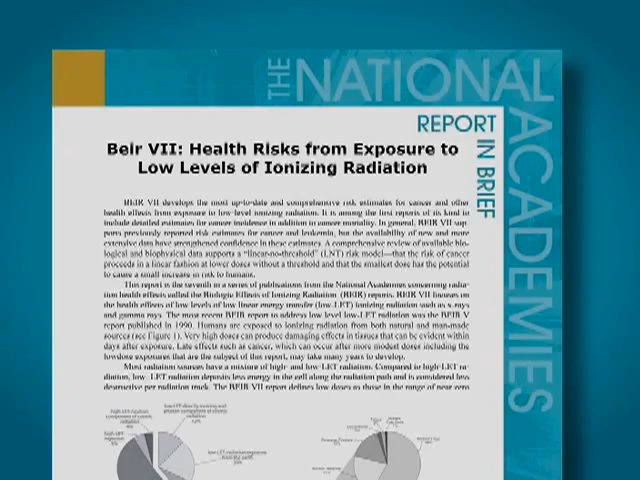 THE NATIONAL ACADEMIES
REPORT IN BRIEF
Beir VII: Health Risks from Exposure to
Low Levels of Ionizing Radiation
BEIR VII develops the most up-to-date and comprehensive risk estimates for cancer and other
health effects from exposure to low-level ionizing radiation. It is among the first reports of its kind to
include detailed estimates for cancer incidence in addition to cancer mortality. In general, BEIR VII sup-
ports previously reported risk estimates for cancer and leukemia, but the availability of new and more
extensive data have strengthened confidence in these estimates. A comprehensive review of available bio-
logical and biophysical data supports a "linear-no-threshold" (LNT) risk model—that the risk of cancer
proceeds in a linear fashion at lower doses without a threshold and that the smallest dose has the potential
to cause a small increase in risk to humans.
This report is the seventh in a series of publications from the National Academies concerning radia-
tion health effects called the Biologic Effects of Ionizing Radiation (BEIR) reports. BEIR VII focuses on
the health effects of low levels of low linear energy transfer (low-LET) ionizing radiation such as x-rays
and gamma rays. The most recent BEIR report to address low level low-LET radiation was the BEIR V
report published in 1990. Humans are exposed to ionizing radiation from both natural and man-made
sources (see Figure 1). Very high doses can produce damaging effects in tissues that can be evident within
days after exposure. Late effects such as cancer, which can occur after more modest doses including the
low-dose exposures that are the subject of this report, may take many years to develop.
Most radiation sources have a mixture of high- and low-LET radiation. Compared to high-LET ra-
diation, low-LET radiation deposits less energy in the cell along the radiation path and is considered less
destructive per radiation track. The BEIR VII report defines low doses as those in the range of near zero